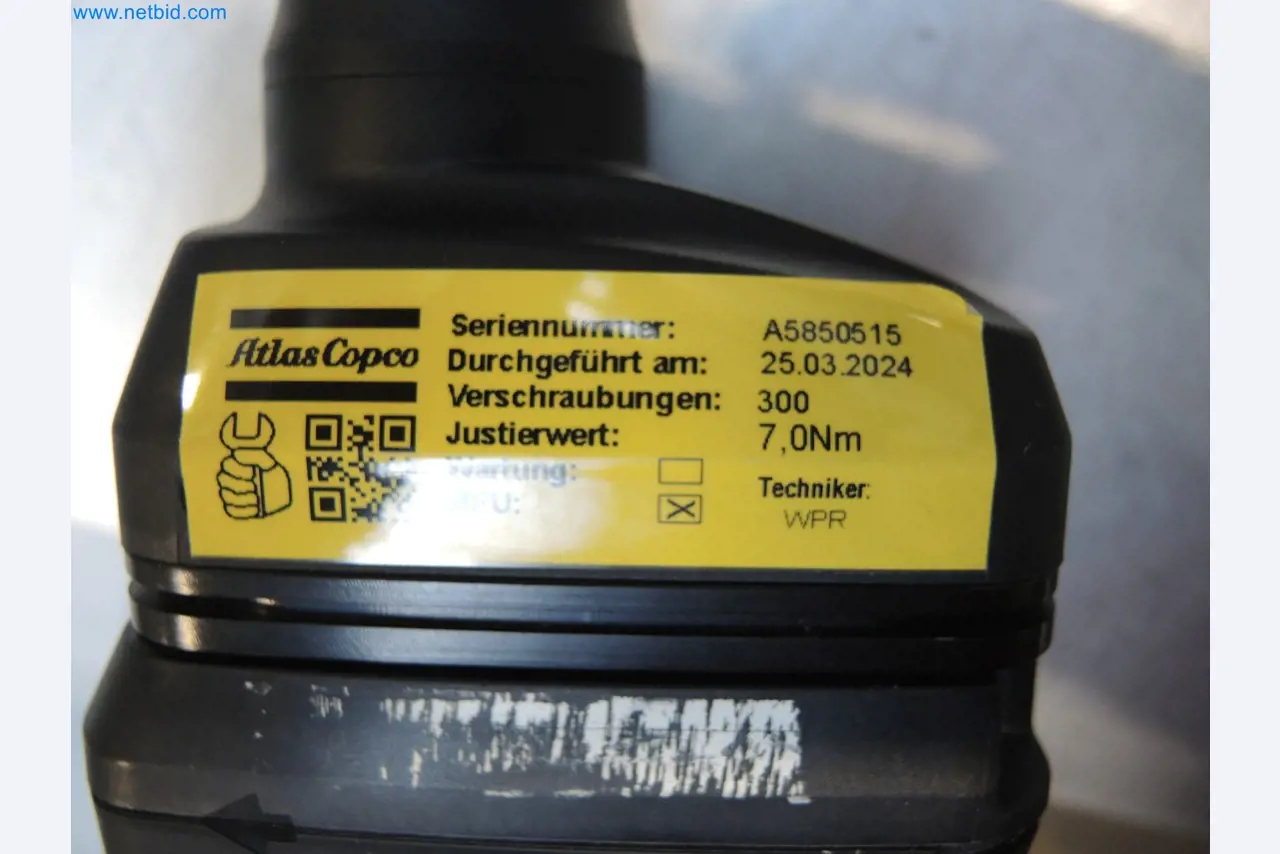 www.netbid.com
Atlas Copco
Seriennummer: A5850515
Durchgeführt am: 25.03.2024
Verschraubungen: 300
Justierwert: 7,0Nm
Wartung:
Techniker:
WPR